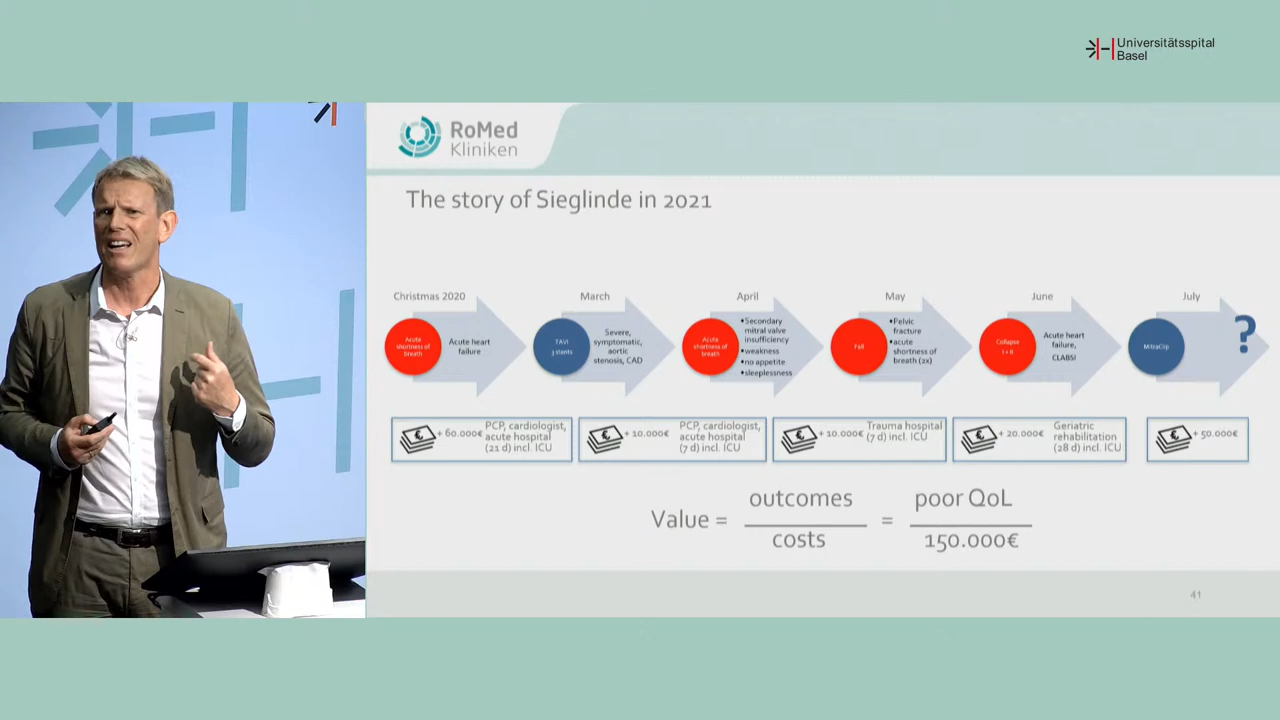 Universitätsspital
Basel
RoMed
Kliniken
The story of Sieglinde in 2021
Christmas 2020
March
April
May
June
July
Acute
shortness of
breath
Acute heart
failure
TAVI
3 stents
Severe,
symptomatic,
aortic
stenosis, CAD
Acute
shortness of
breath
•Secondary
mitral valve
insufficiency
•weakness
•no appetite
•sleeplessness
Fall
•Pelvic
fracture
•acute
shortness of
breath (2x)
Collapse
I + II
Acute heart
failure,
CLABSI
MitraClip
?
€ + 60.000€
PCP, cardiologist,
acute hospital
(21 d) incl. ICU
€ + 10.000€
PCP, cardiologist,
acute hospital
(7 d) incl. ICU
€ + 10.000€
Trauma hospital
(7 d) incl. ICU
€ + 20.000€
Geriatric
rehabilitation
(28 d) incl. ICU
€ + 50.000€
Value = outcomes / costs = poor QoL / 150.000€
41